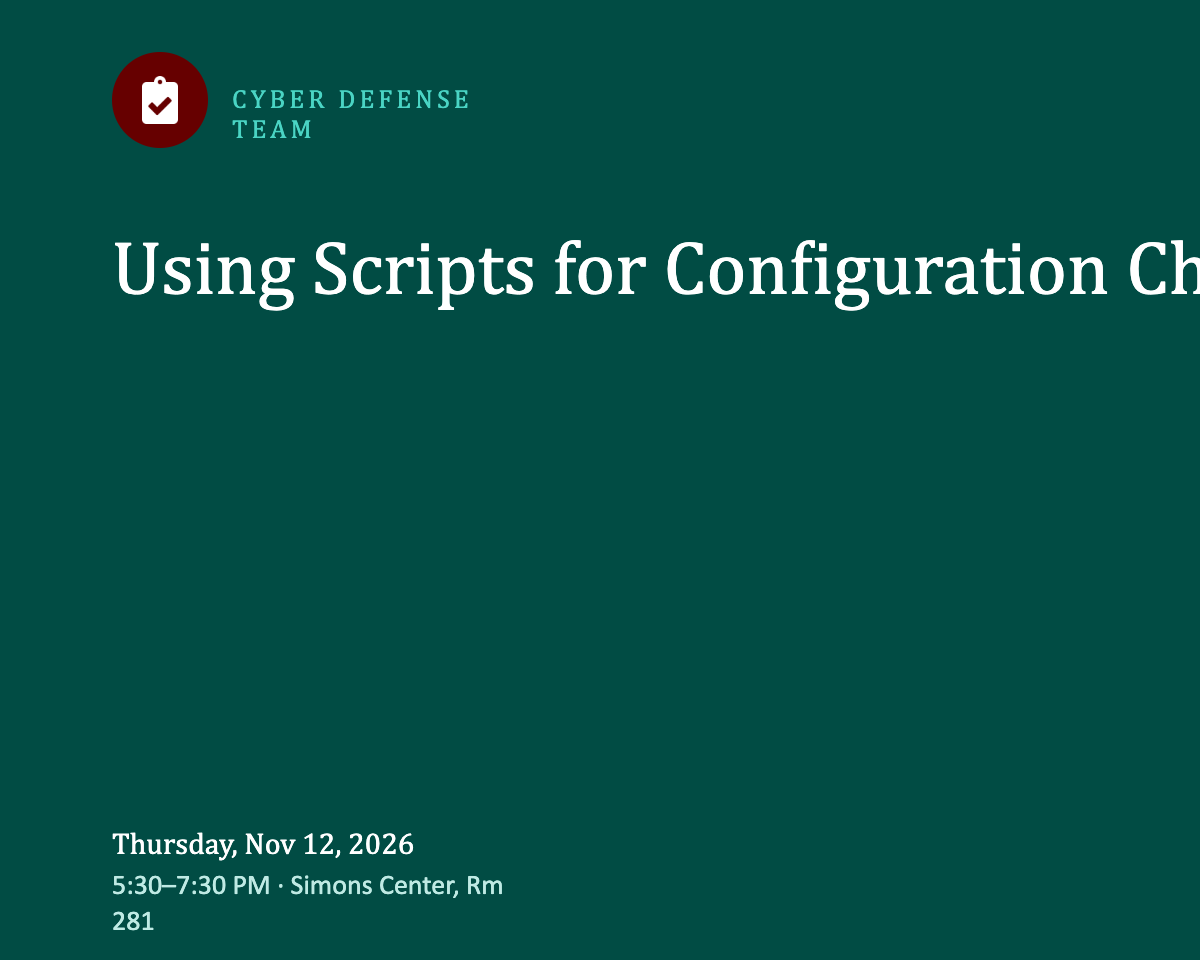 CYBER DEFENSE
TEAM
Using Scripts for Configuration Ch
Thursday, Nov 12, 2026
5:30–7:30 PM · Simons Center, Rm
281